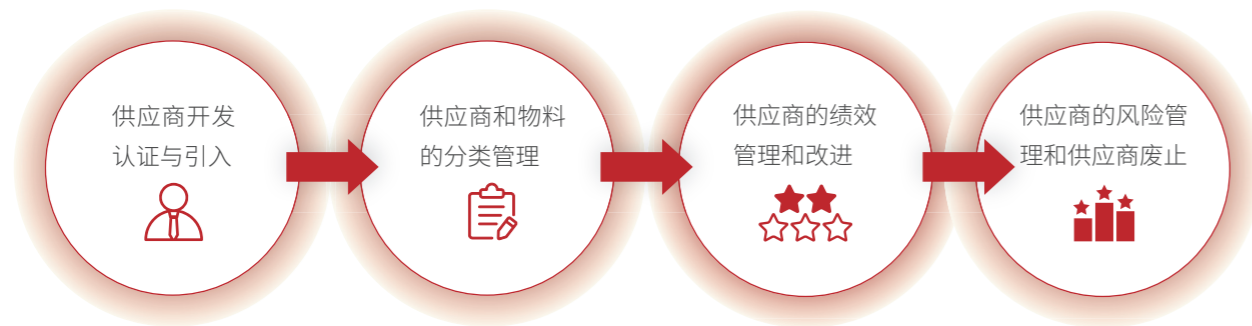 供应商开发
认证与引入
供应商和物料
的分类管理
供应商的绩效
管理和改进
供应商的风险管
理和供应商废止